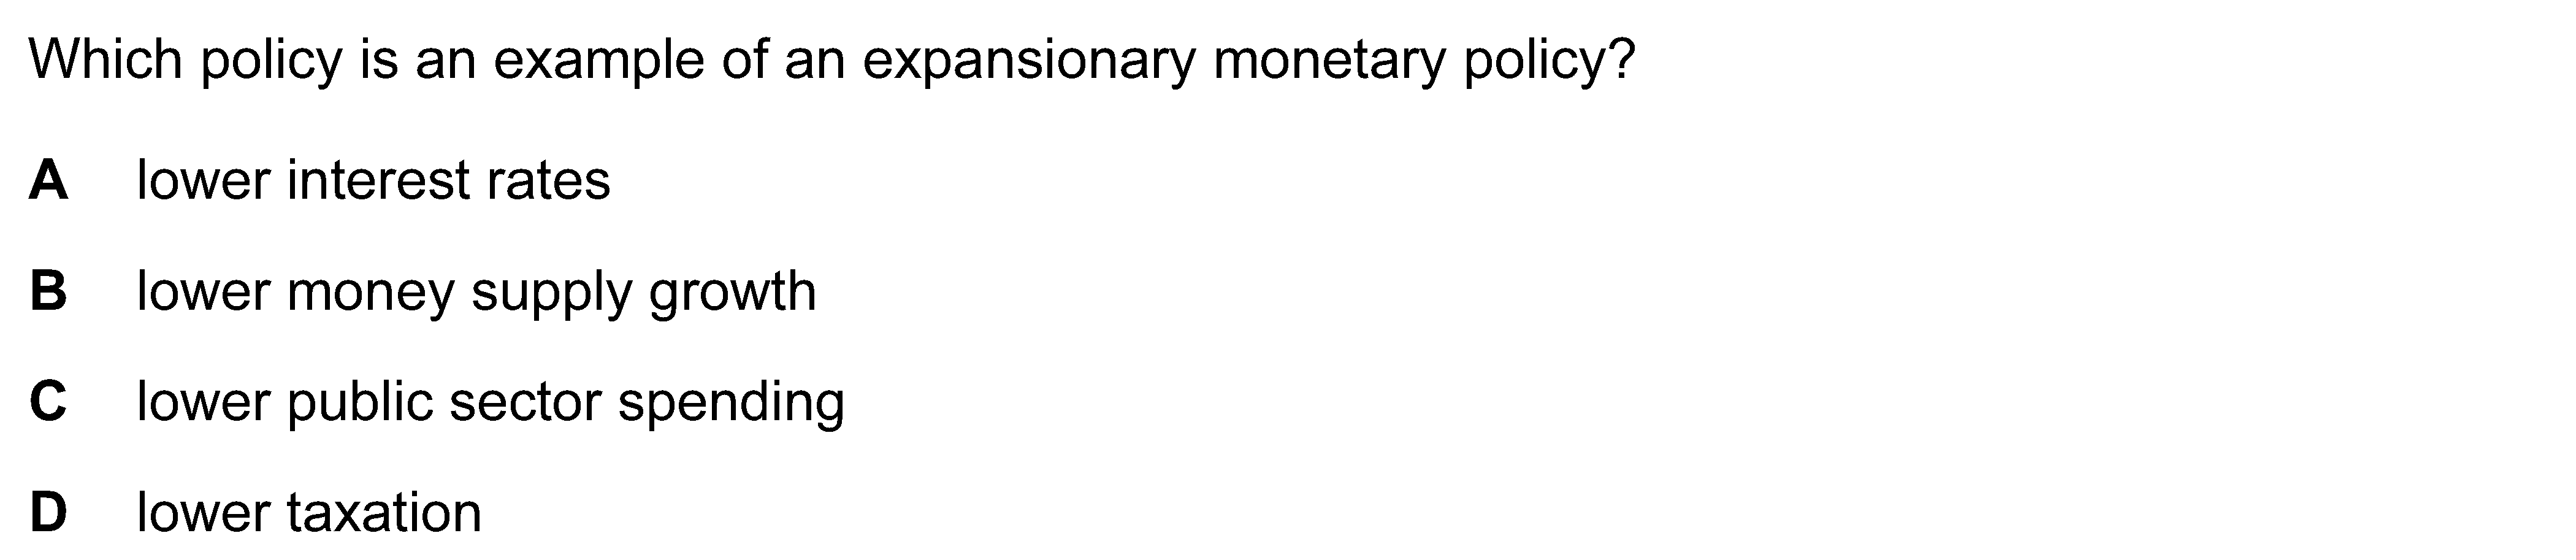 Which policy is an example of an expansionary monetary policy?
A lower interest rates
B lower money supply growth
C lower public sector spending
D lower taxation